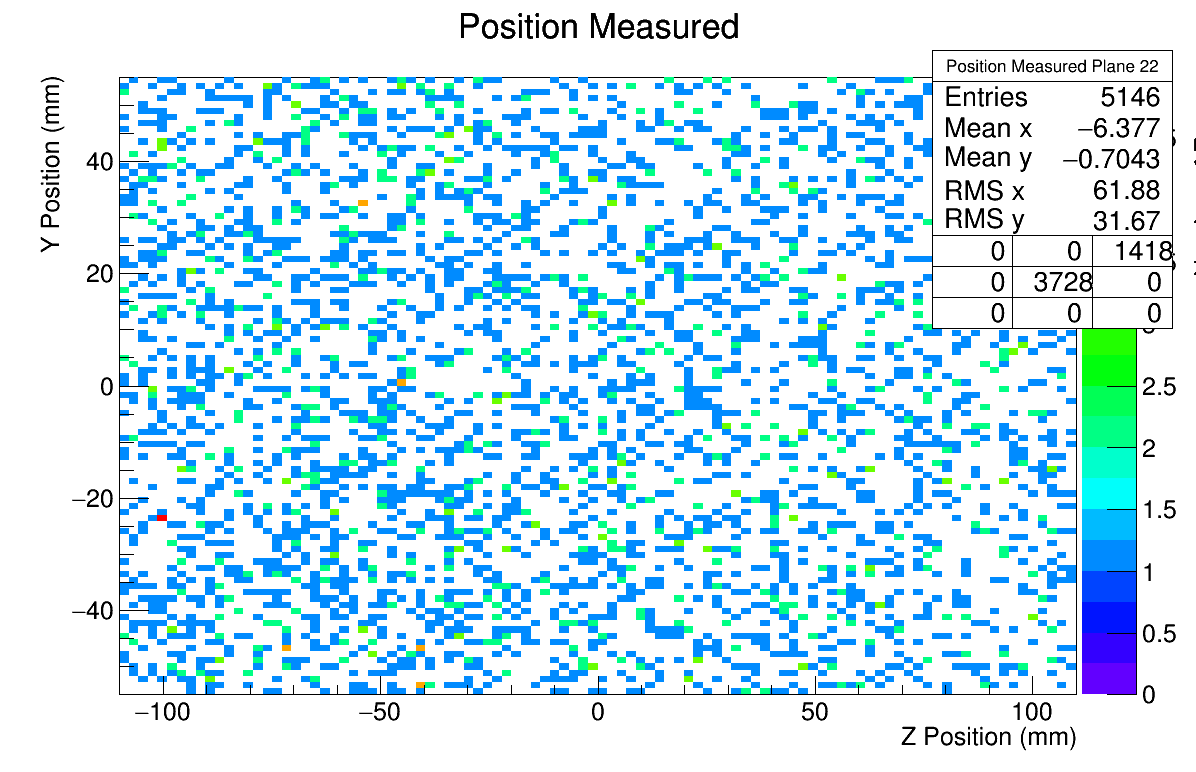 Position Measured
Position Measured Plane 22
Entries 5146
Mean x −6.377
Mean y −0.7043
RMS x 61.88
RMS y 31.67
0 0 1418
0 3728 0
0 0 0
Y Position (mm)
40
20
0
−20
−40
2.5
2
1.5
1
0.5
0
−100 −50 0 50 100
Z Position (mm)